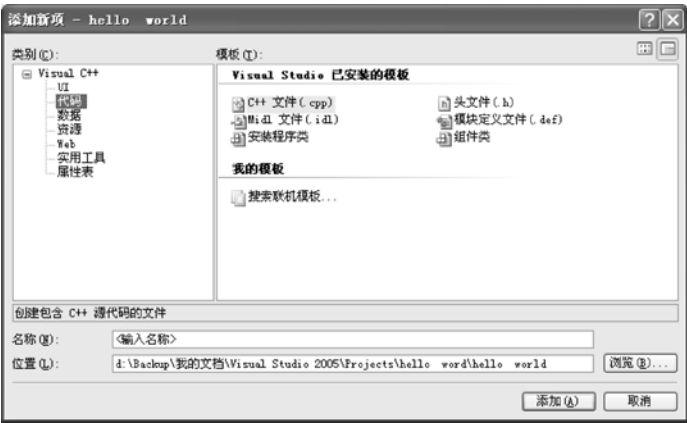 添加新项 - hello  world
类别(C):
模板(T):
Visual C++
UI
代码
数据
资源
Web
实用工具
属性表
Visual Studio 已安装的模板
C++ 文件(.cpp)
头文件(.h)
Midl 文件(.idl)
模块定义文件(.def)
安装程序类
组件类
我的模板
搜索联机模板...
创建包含 C++ 源代码的文件
名称(N):
<输入名称>
位置(L):
d:\Backup\我的文档\Visual Studio 2005\Projects\hello  word\hello  world
浏览(B)...
添加(A)
取消